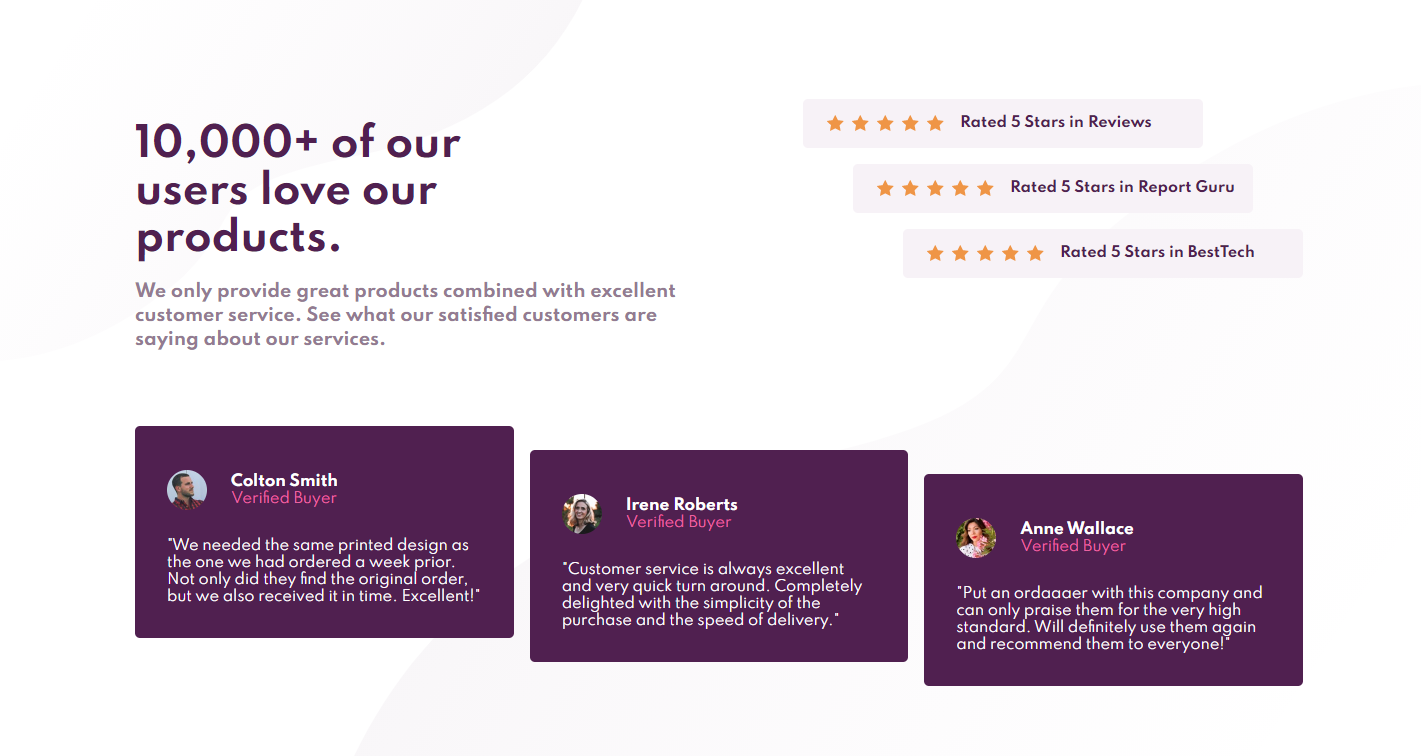 10,000+ of our
users love our
products.
We only provide great products combined with excellent
customer service. See what our satisfied customers are
saying about our services.
Rated 5 Stars in Reviews
Rated 5 Stars in Report Guru
Rated 5 Stars in BestTech
Colton Smith
Verified Buyer
"We needed the same printed design as
the one we had ordered a week prior.
Not only did they find the original order,
but we also received it in time. Excellent!"
Irene Roberts
Verified Buyer
"Customer service is always excellent
and very quick turn around. Completely
delighted with the simplicity of the
purchase and the speed of delivery."
Anne Wallace
Verified Buyer
"Put an ordaaaer with this company and
can only praise them for the very high
standard. Will definitely use them again
and recommend them to everyone!"